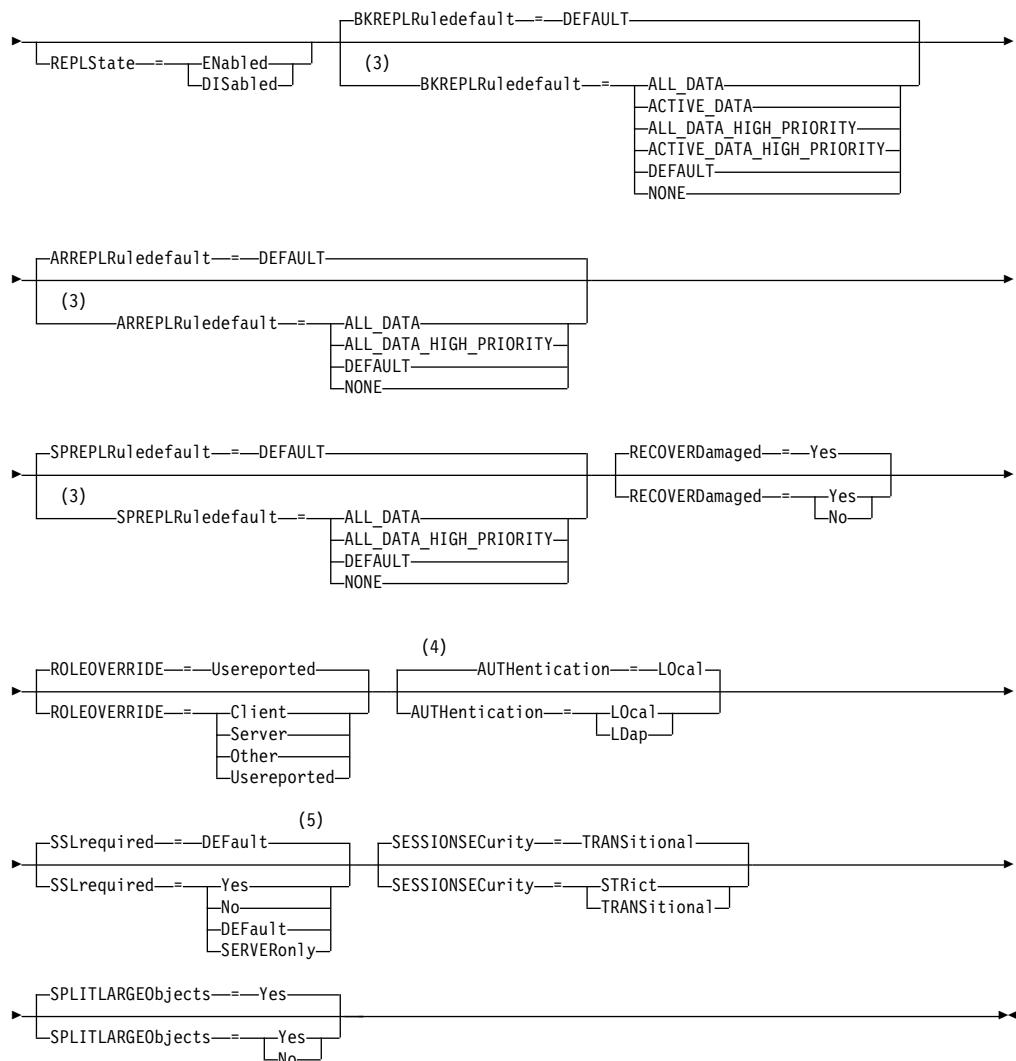 BKREPLRuledefault = DEFAULT
REPLState = ENabled
DISabled
(3)
BKREPLRuledefault = ALL_DATA
ACTIVE_DATA
ALL_DATA_HIGH_PRIORITY
ACTIVE_DATA_HIGH_PRIORITY
DEFAULT
NONE
ARREPLRuledefault = DEFAULT
(3)
ARREPLRuledefault = ALL_DATA
ALL_DATA_HIGH_PRIORITY
DEFAULT
NONE
SPREPLRuledefault = DEFAULT
(3)
SPREPLRuledefault = ALL_DATA
ALL_DATA_HIGH_PRIORITY
DEFAULT
NONE
RECOVERDamaged = Yes
RECOVERDamaged = Yes
No
ROLEOVERRIDE = Usereported
ROLEOVERRIDE = Client
Server
Other
Usereported
(4)
AUTHentication = LOcal
AUTHentication = LOcal
LDap
(5)
SSLrequired = DEFault
SSLrequired = Yes
No
DEFault
SERVERonly
SESSIONSECurity = TRANSitional
SESSIONSECurity = STRict
TRANSitional
SPLITLARGEObjects = Yes
SPLITLARGEObjects = Yes
No